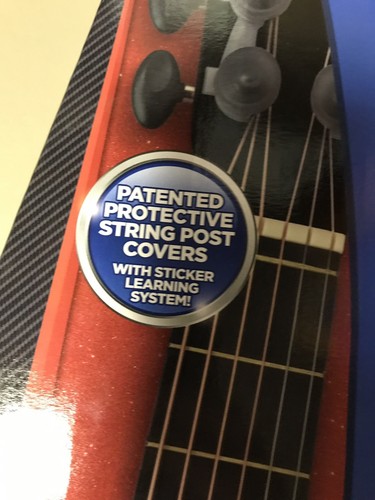 PATENTED
PROTECTIVE
STRING POST
COVERS
WITH STICKER
LEARNING
SYSTEM!